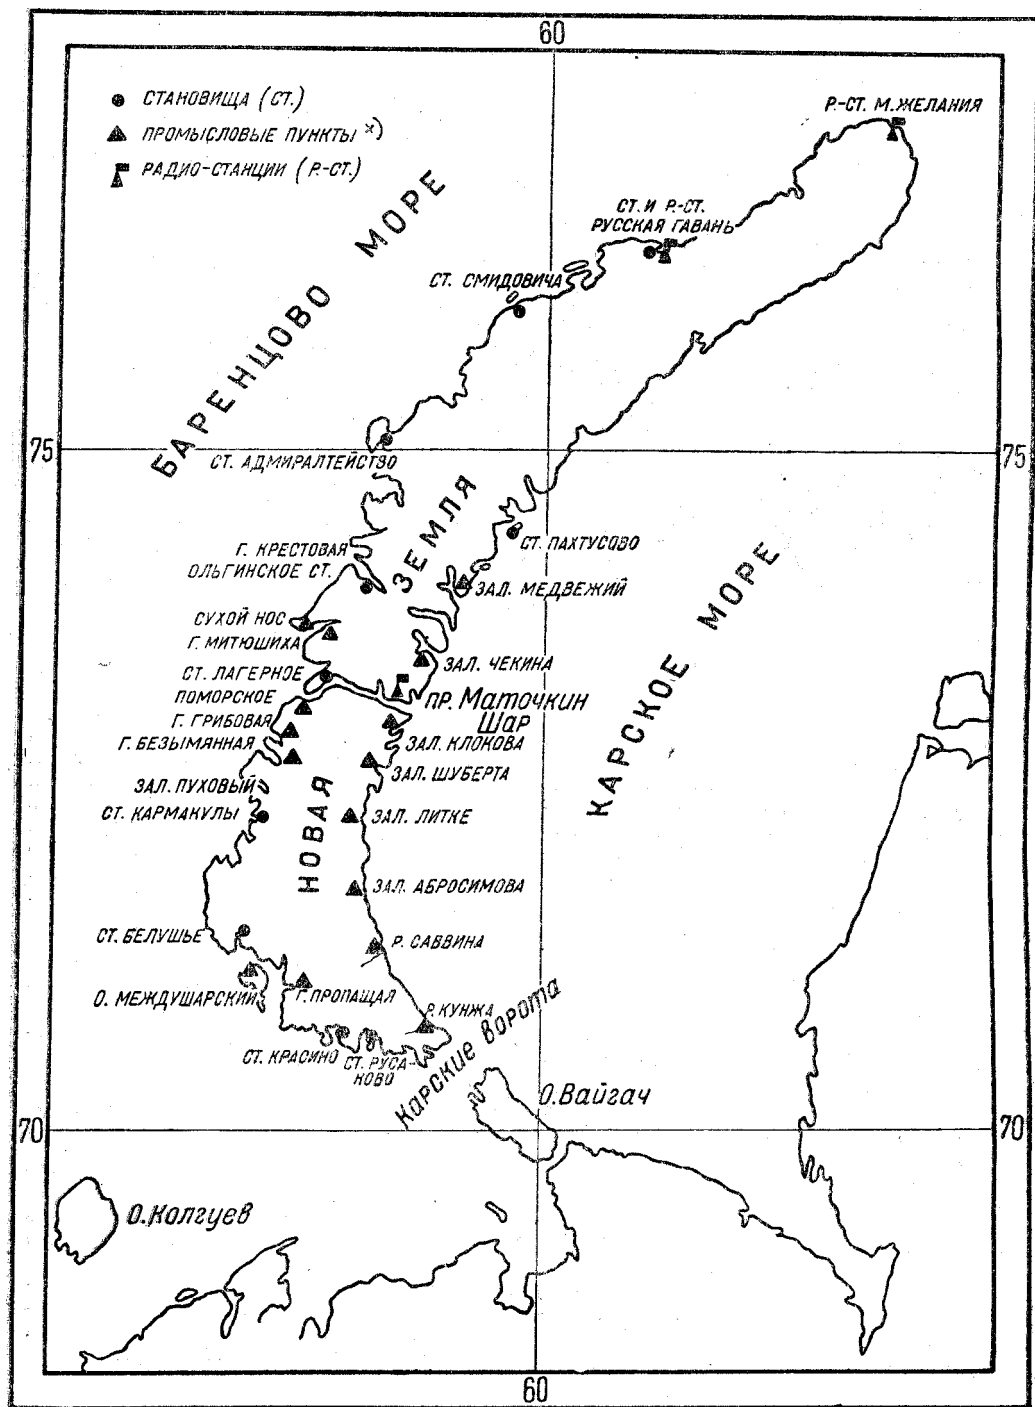 60
СТАНОВИЩА (СТ.)
ПРОМЫСЛОВЫЕ ПУНКТЫ x)
РАДИО-СТАНЦИИ (Р.-СТ.)
Р.-СТ. М. ЖЕЛАНИЯ
СТ. И Р.-СТ.
РУССКАЯ ГАВАНЬ
СТ. СМИДОВИЧА
БАРЕНЦОВО МОРЕ
75
75
СТ. АДМИРАЛТЕЙСТВО
НОВАЯ ЗЕМЛЯ
СТ. ПАХТУСОВО
Г. КРЕСТОВАЯ
ОЛЬГИНСКОЕ СТ.
ЗАЛ. МЕДВЕЖИЙ
КАРСКОЕ МОРЕ
СУХОЙ НОС
Г. МИТЮШИХА
ЗАЛ. ЧЕКИНА
СТ. ЛАГЕРНОЕ
ПОМОРСКОЕ
пр. Маточкин
Шар
Г. ГРИБОВАЯ
Г. БЕЗЫМЯННАЯ
ЗАЛ. КЛОКОВА
ЗАЛ. ШУБЕРТА
ЗАЛ. ПУХОВЫЙ
СТ. КАРМАКУЛЫ
ЗАЛ. ЛИТКЕ
ЗАЛ. АБРОСИМОВА
СТ. БЕЛУШЬЕ
Р. САВВИНА
О. МЕЖДУШАРСКИЙ
Г. ПРОПАЩАЯ
Р. КУНЖА
СТ. КРАСИНО
СТ. РУСА-
НОВО
Карские ворота
О. Вайгач
70
70
О. Колгуев
60